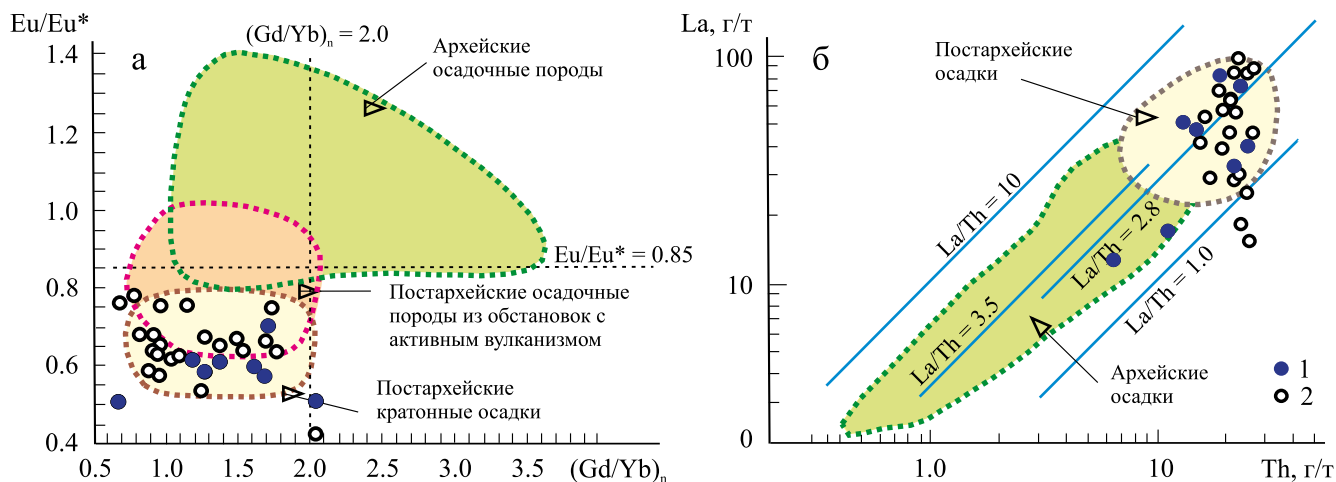 Eu/Eu*
а
(Gd/Yb)n = 2.0
Архейские
осадочные породы
1.4
1.2
1.0
0.8
0.6
0.4
Eu/Eu* = 0.85
Постархейские осадочные
породы из обстановок с
активным вулканизмом
Постархейские
кратонные осадки
0.5
1.0
1.5
2.0
2.5
3.0
3.5
(Gd/Yb)n
La, г/т
б
Постархейские
осадки
100
10
0
La/Th = 10
La/Th = 2.8
La/Th = 3.5
La/Th = 1.0
Архейские
осадки
1
2
1.0
10
Th, г/т